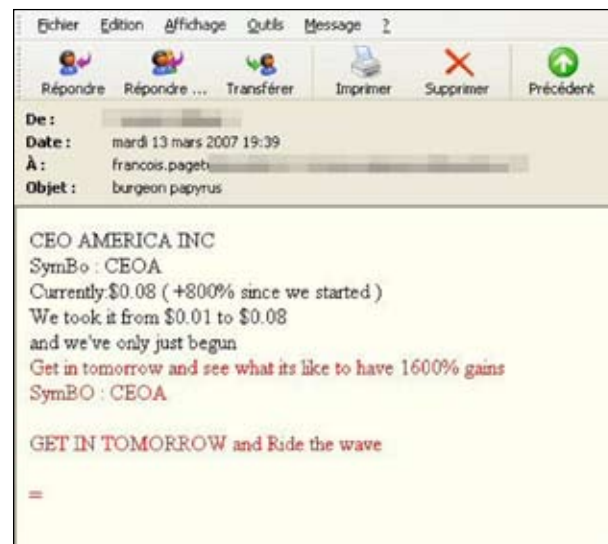 Fichier Edition Affichage Outils Message ?
Répondre Répondre ... Transférer Imprimer Supprimer Précédent
De :
Date : mardi 13 mars 2007 19:39
À :
Objet : burgeon papyrus
CEO AMERICA INC
SymBo : CEOA
Currently:$0.08 ( +800% since we started )
We took it from $0.01 to $0.08
and we've only just begun
Get in tomorrow and see what its like to have 1600% gains
SymBO : CEOA
GET IN TOMORROW and Ride the wave
=